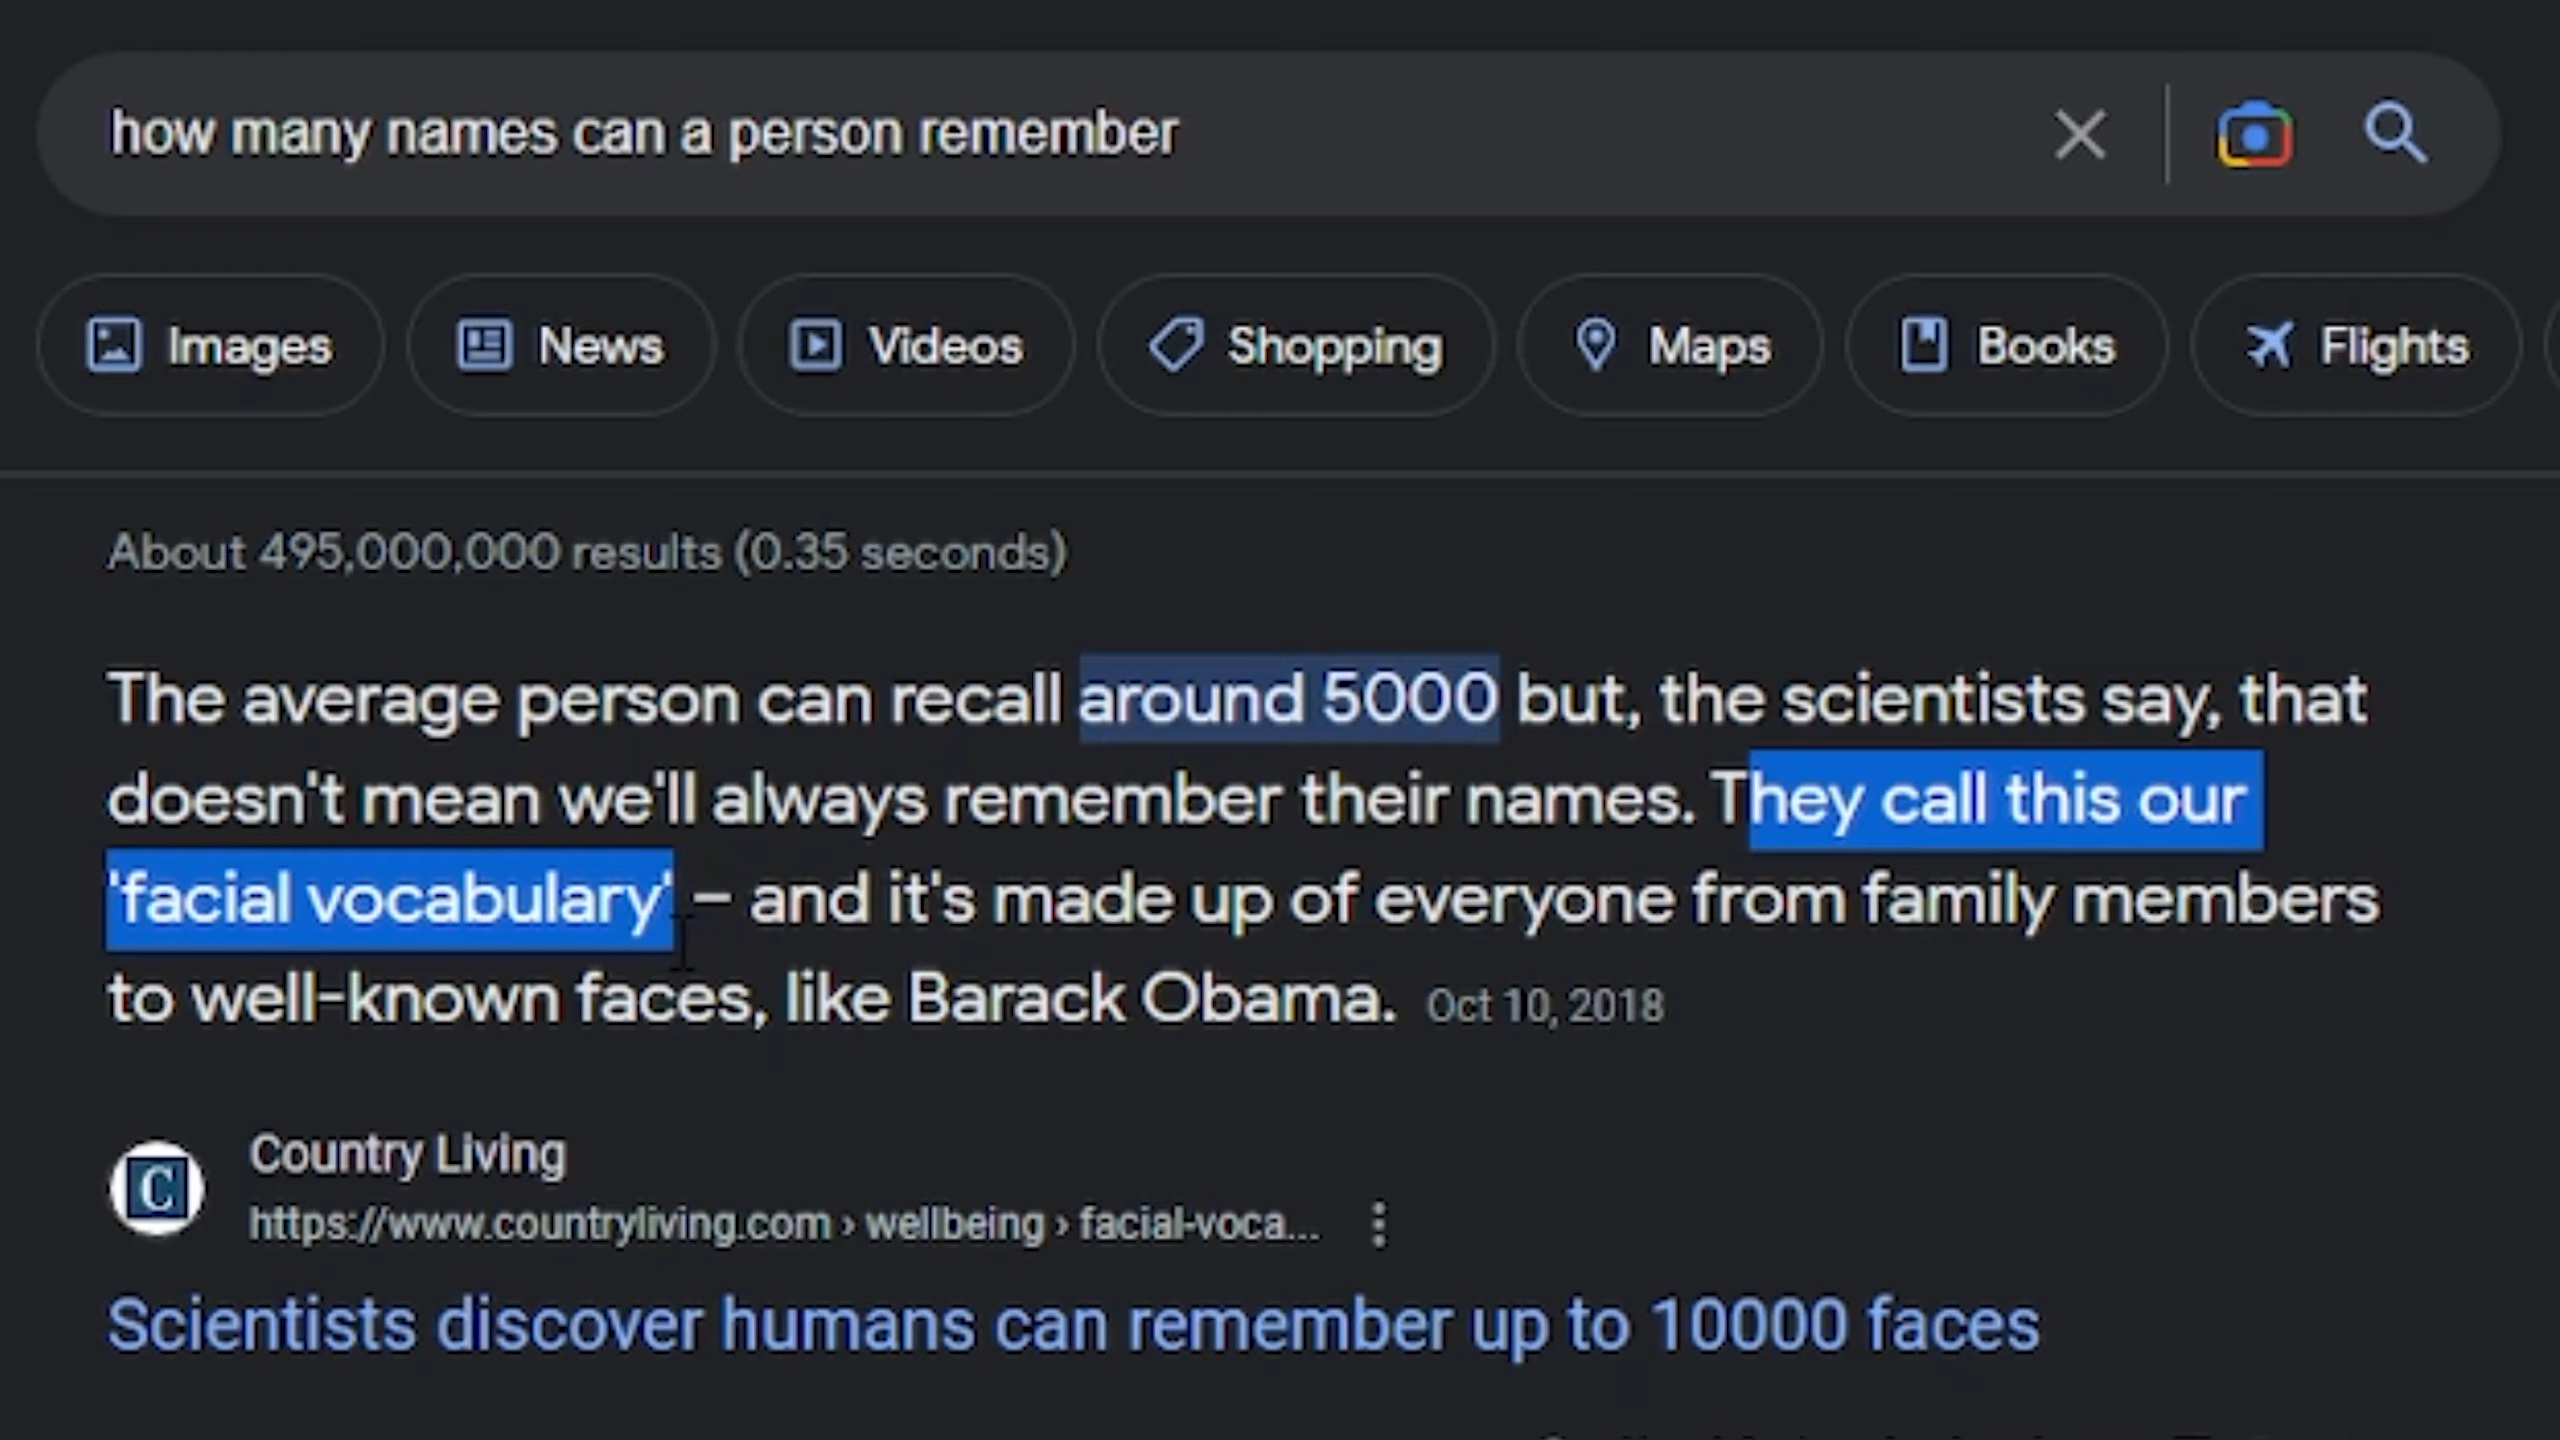 how many names can a person remember
Images News Videos Shopping Maps Books Flights
About 495,000,000 results (0.35 seconds)
The average person can recall around 5000 but, the scientists say, that
doesn't mean we'll always remember their names. They call this our
'facial vocabulary' – and it's made up of everyone from family members
to well-known faces, like Barack Obama. Oct 10, 2018
C
Country Living
https://www.countryliving.com › wellbeing › facial-voca...
Scientists discover humans can remember up to 10000 faces